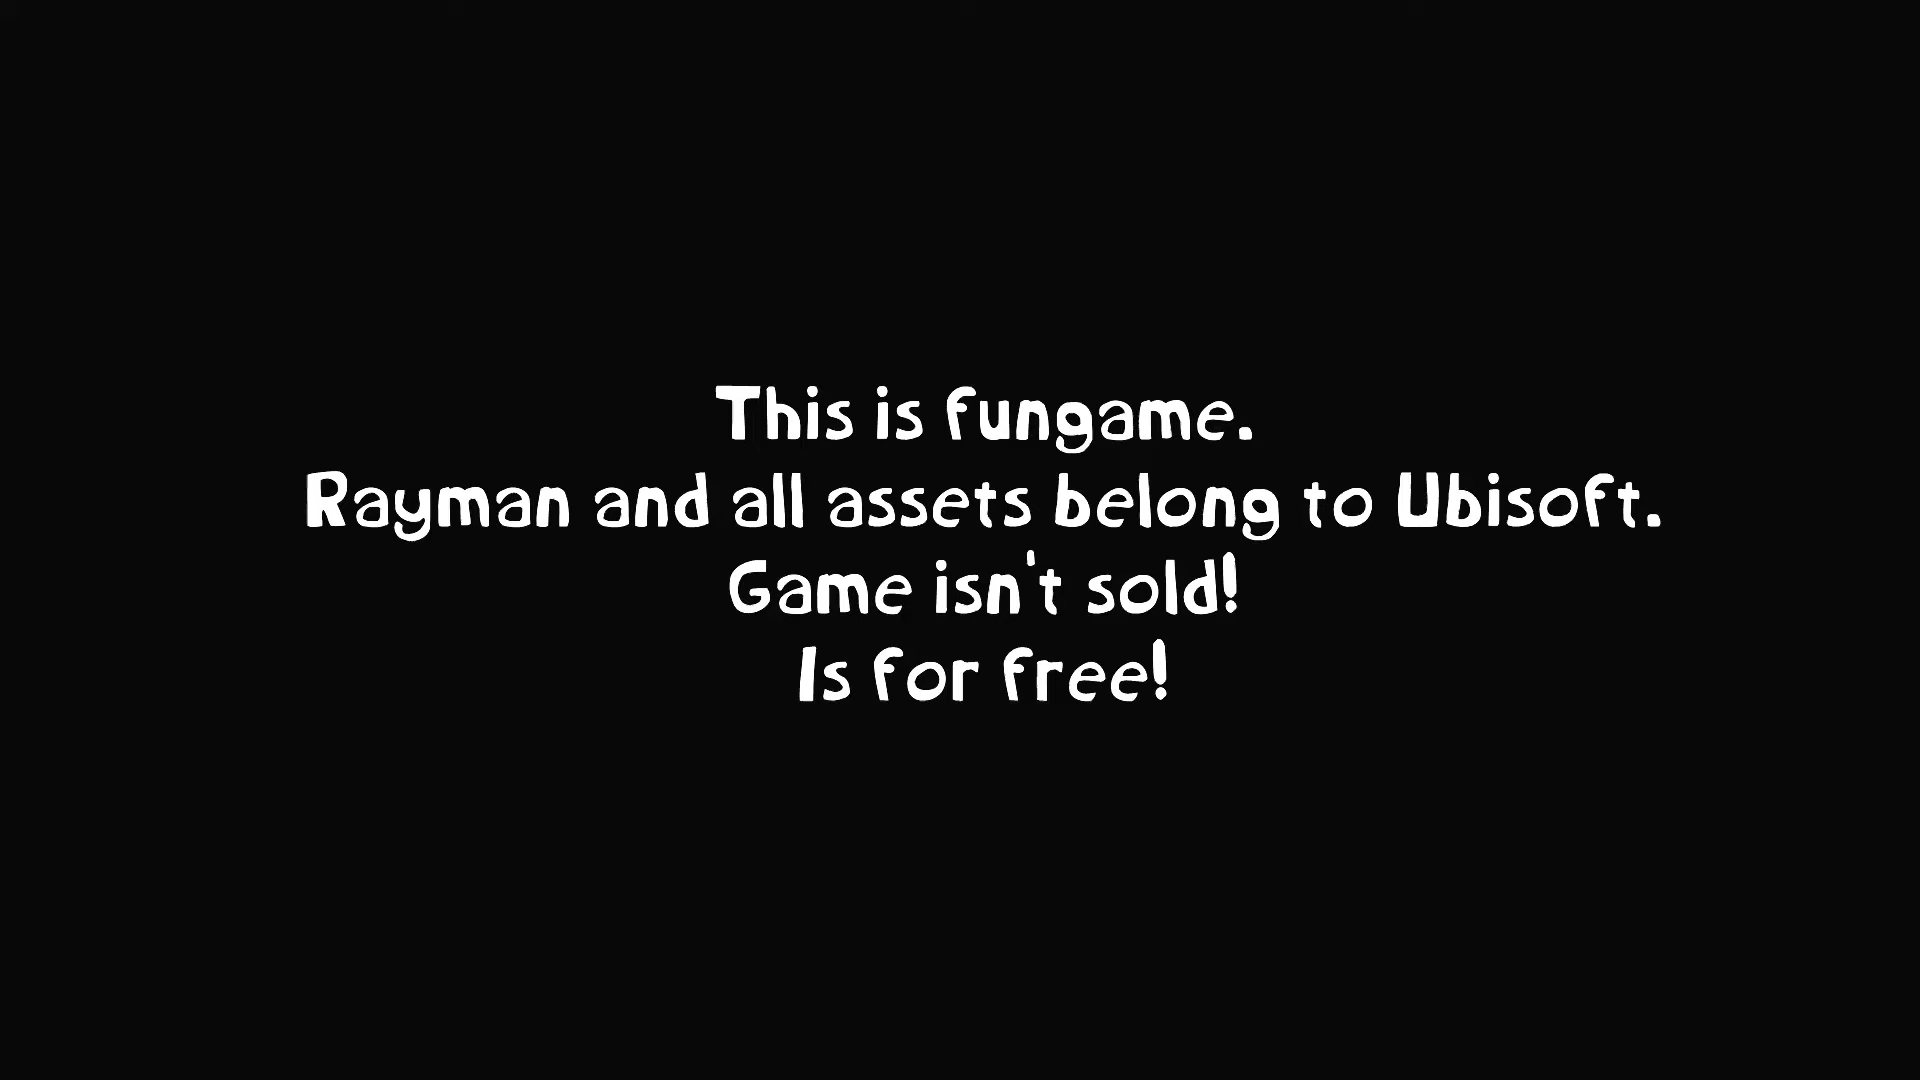 This is fungame.
Rayman and all assets belong to Ubisoft.
Game isn't sold!
Is for free!